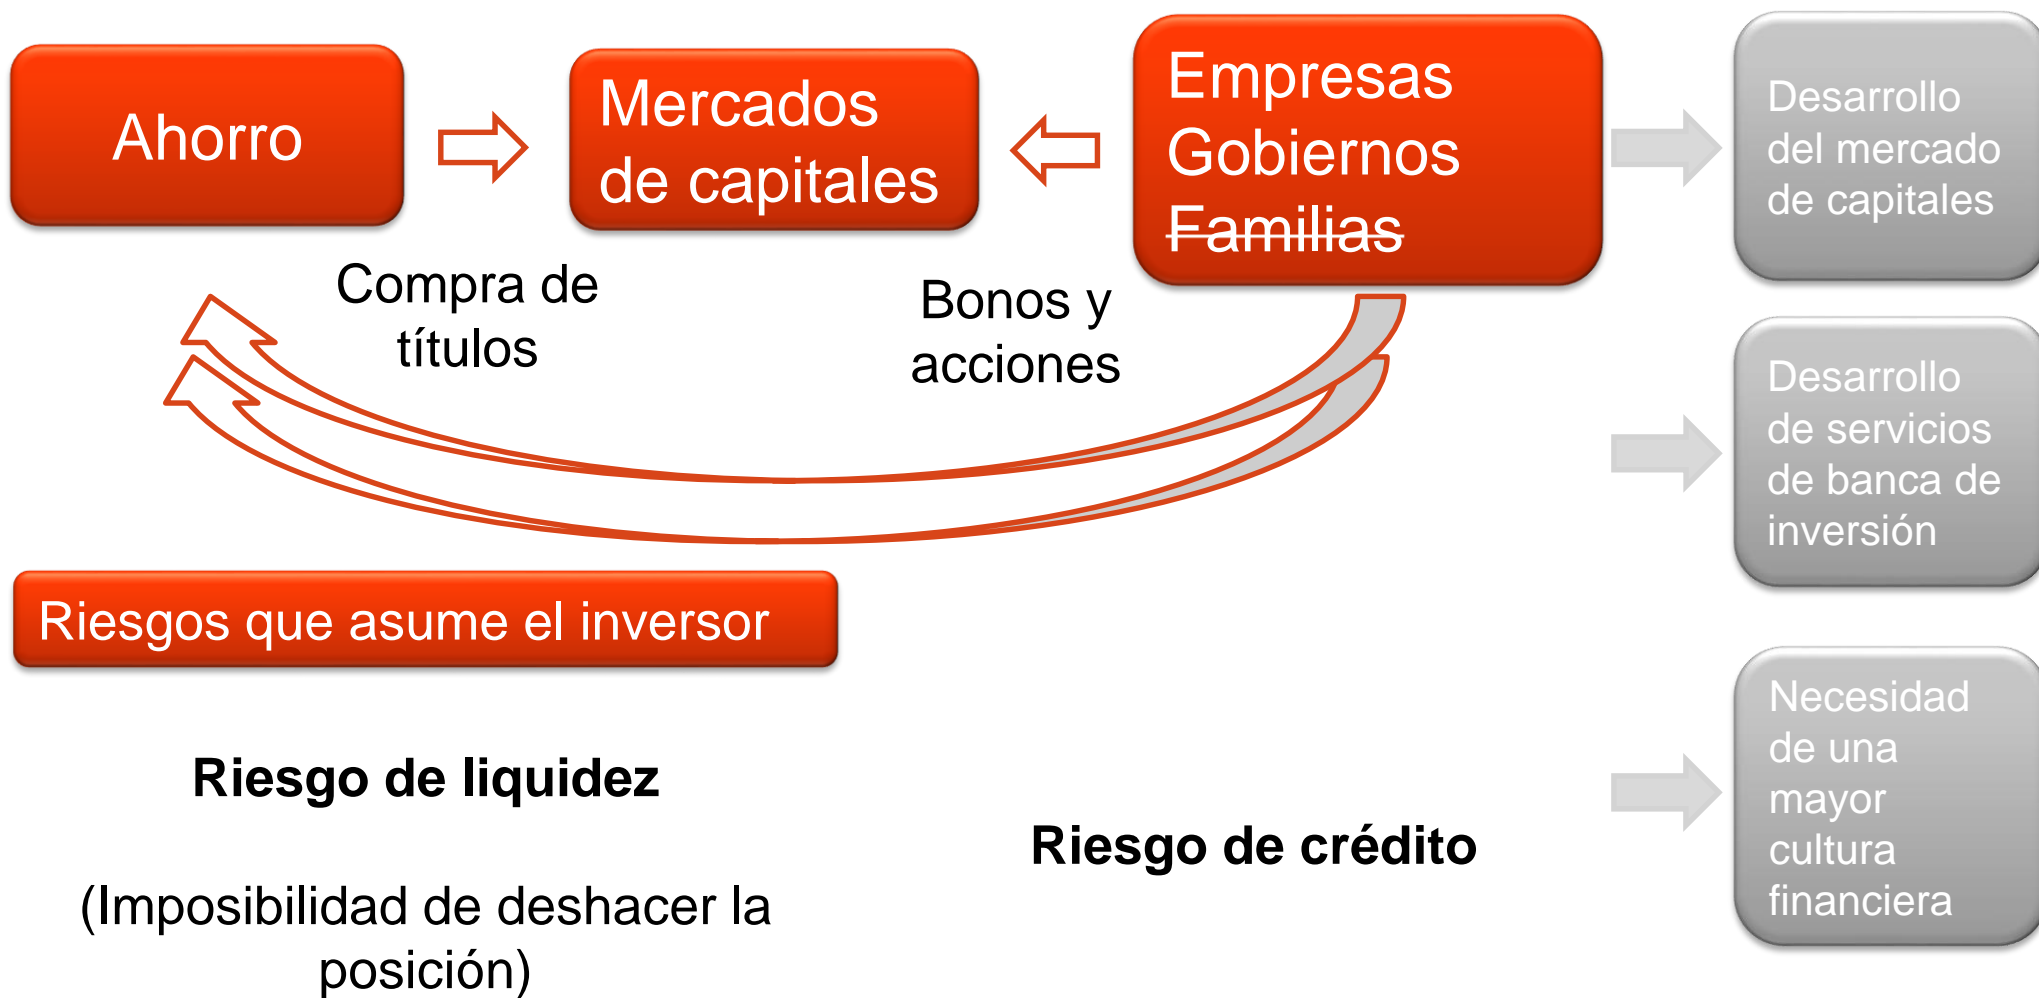 Ahorro
Mercados
de capitales
Empresas
Gobiernos
Familias
Compra de
títulos
Bonos y
acciones
Desarrollo
del mercado
de capitales
Desarrollo
de servicios
de banca de
inversión
Riesgos que asume el inversor
Riesgo de liquidez
(Imposibilidad de deshacer la
posición)
Riesgo de crédito
Necesidad
de una
mayor
cultura
financiera